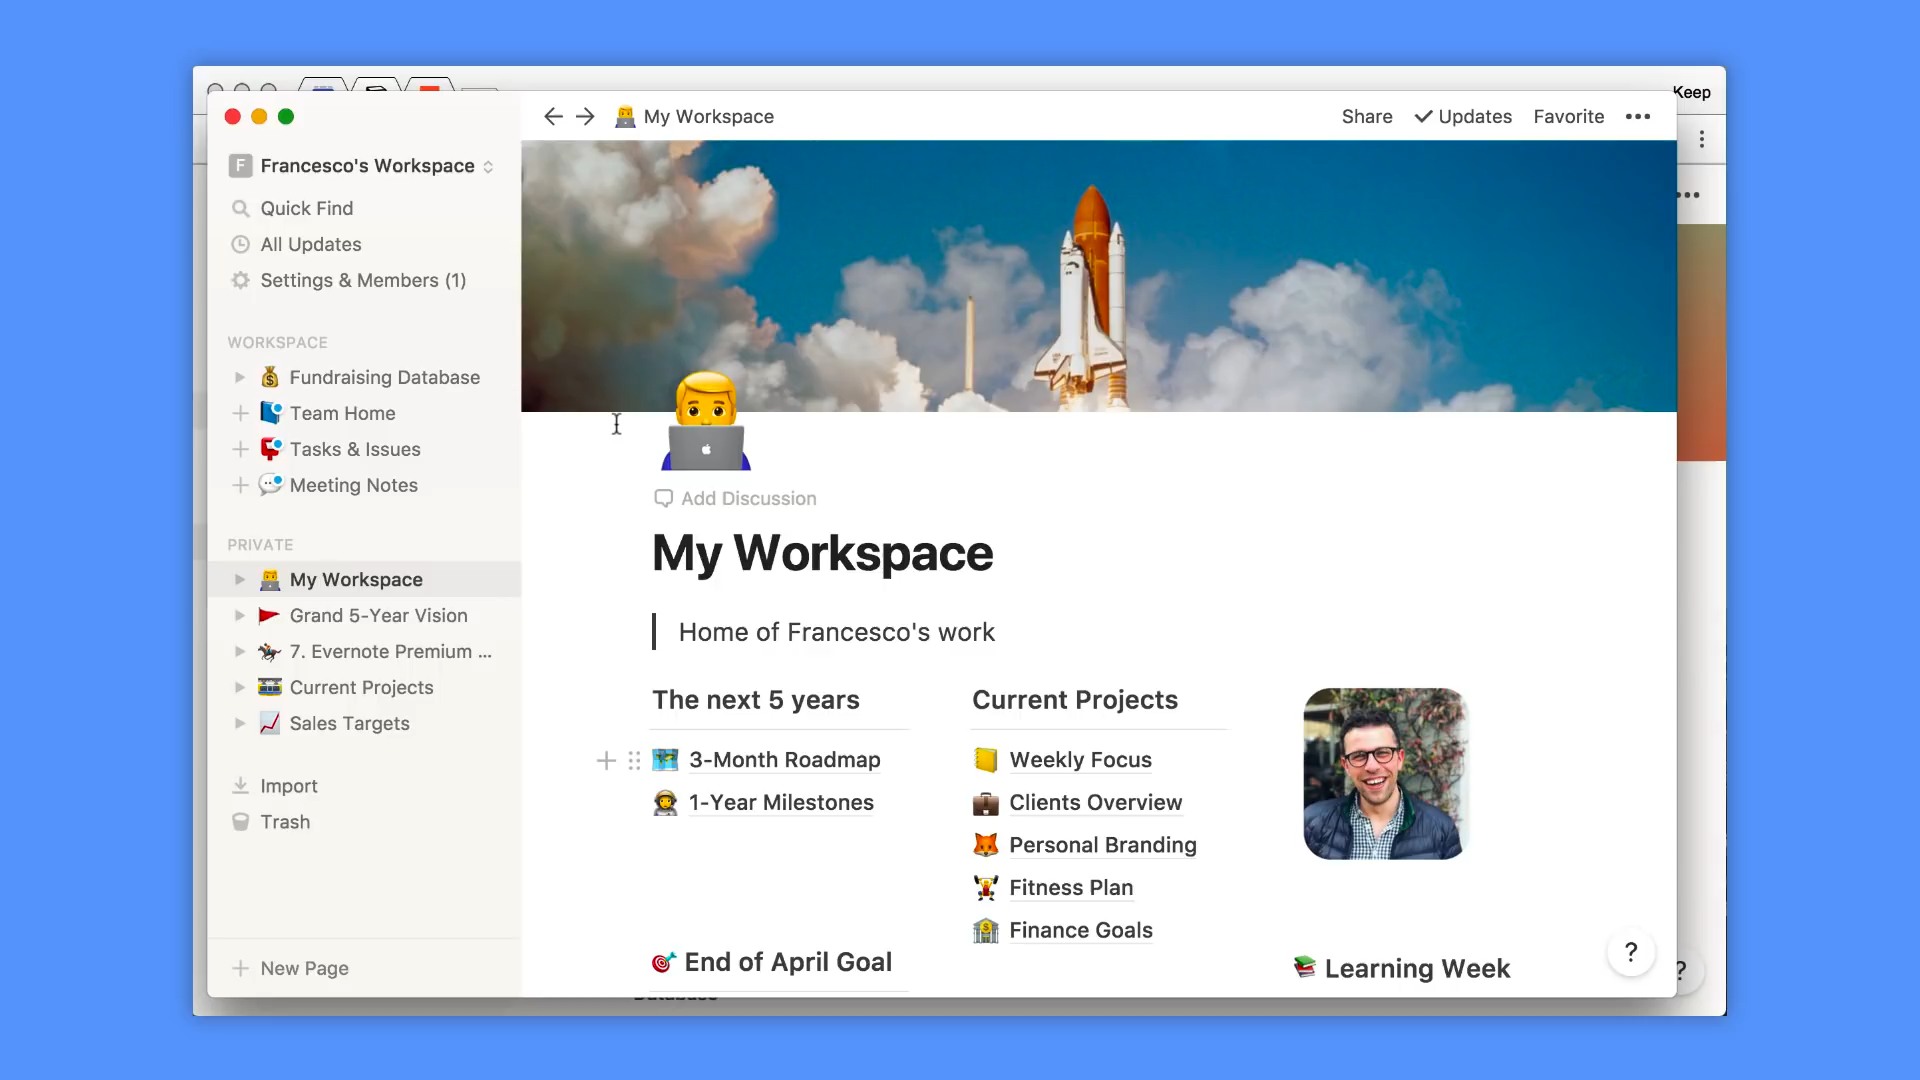 Keep
My Workspace
Share
Updates
Favorite
F
Francesco's Workspace
Quick Find
All Updates
Settings & Members (1)
WORKSPACE
Fundraising Database
Team Home
Tasks & Issues
Meeting Notes
PRIVATE
My Workspace
Grand 5-Year Vision
7. Evernote Premium ...
Current Projects
Sales Targets
Import
Trash
New Page
Add Discussion
My Workspace
Home of Francesco's work
The next 5 years
3-Month Roadmap
1-Year Milestones
Current Projects
Weekly Focus
Clients Overview
Personal Branding
Fitness Plan
Finance Goals
End of April Goal
Learning Week
?
?